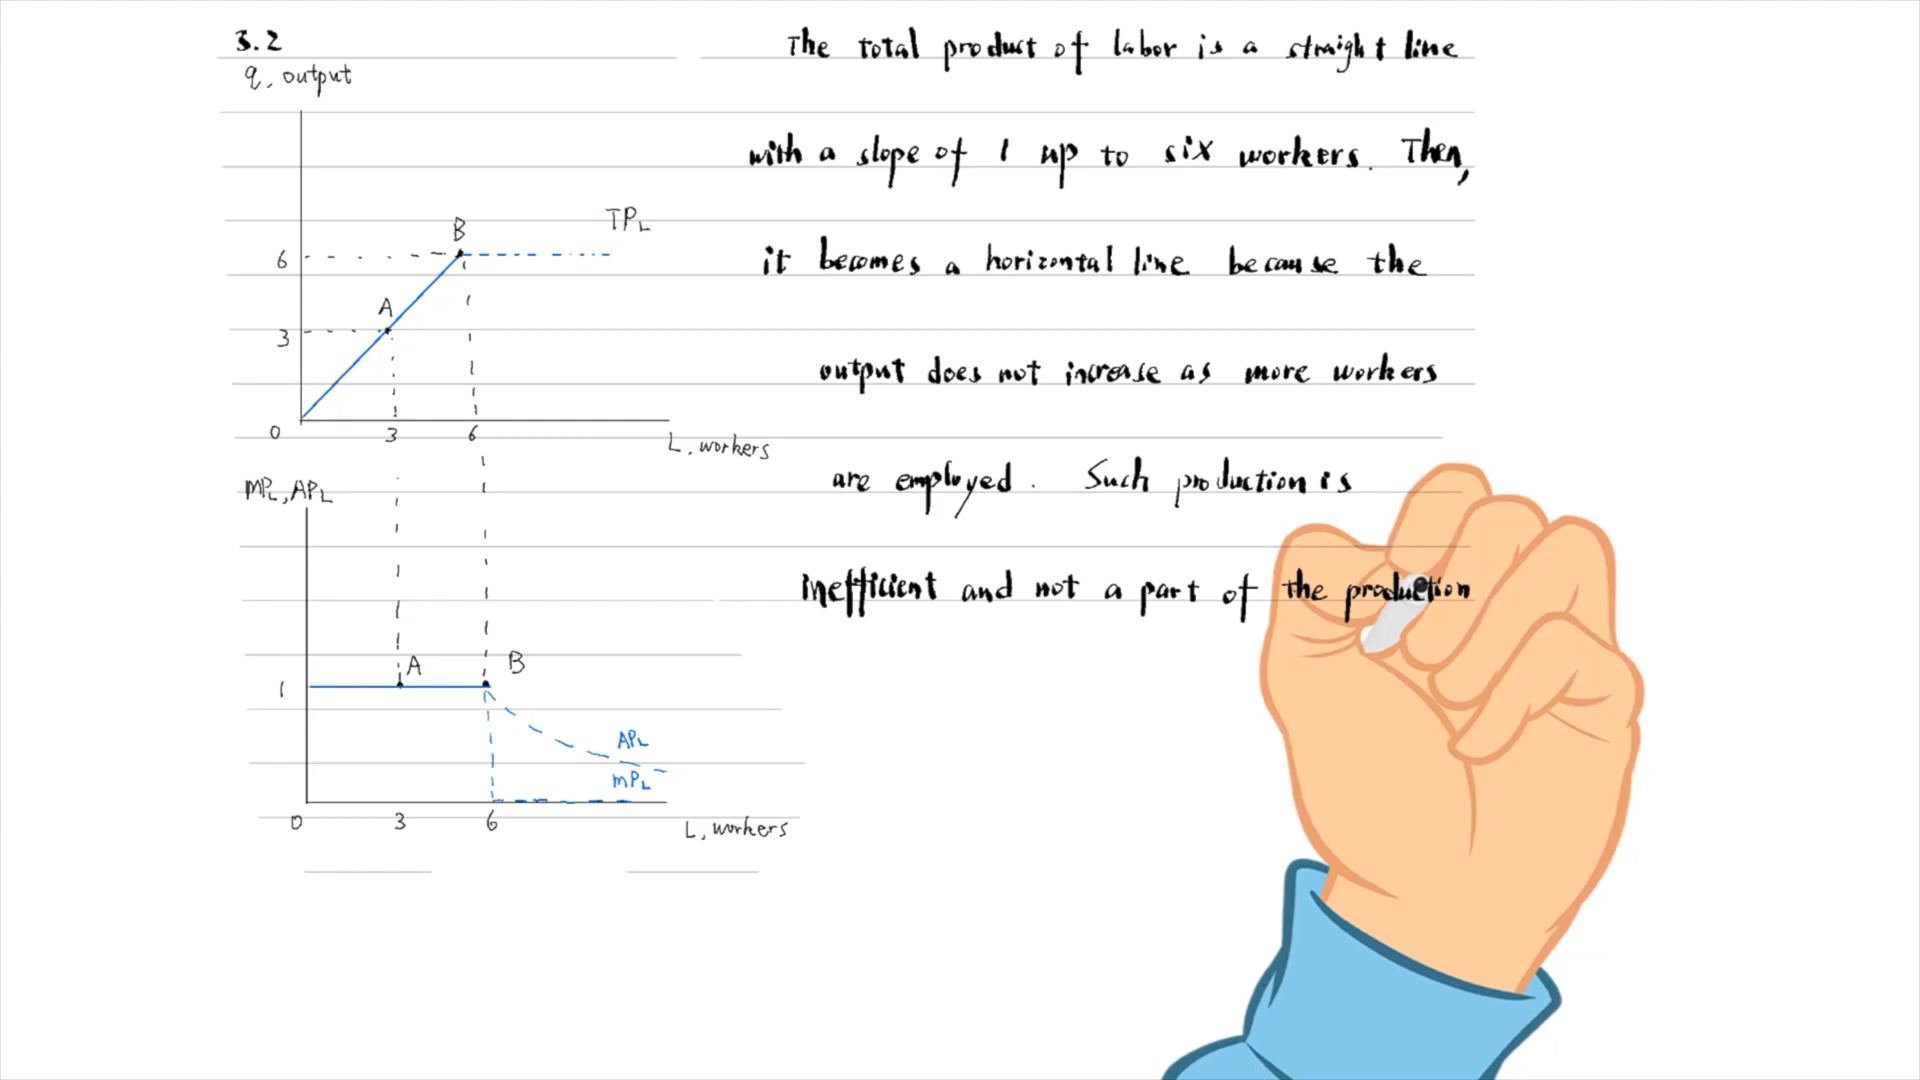 3.2
q, output
TPL
B
6
A
3
0
3
6
L, workers
MPL, APL
A
B
1
APL
MPL
0
3
6
L, workers
The total product of labor is a straight line
with a slope of 1 up to six workers. Then,
it becomes a horizontal line because the
output does not increase as more workers
are employed. Such production is
inefficient and not a part of the production